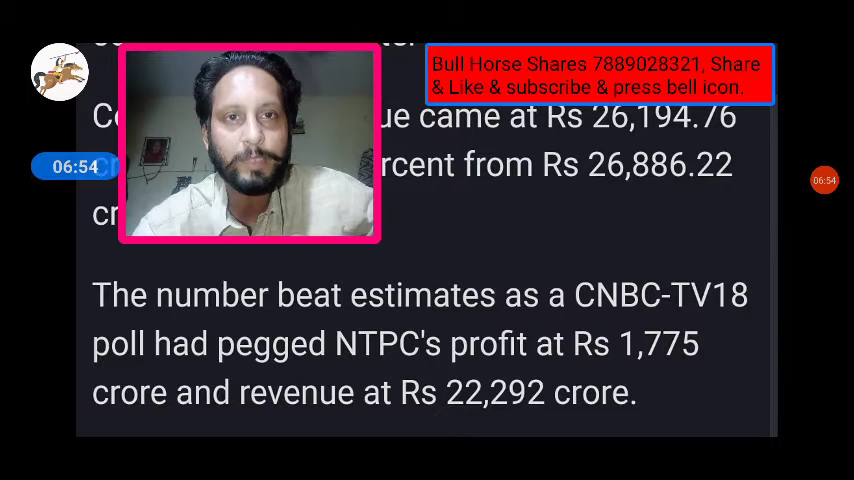 Bull Horse Shares 7889028321, Share
& Like & subscribe & press bell icon.
ue came at Rs 26,194.76
06:54
rcent from Rs 26,886.22
06:54
cr
The number beat estimates as a CNBC-TV18
poll had pegged NTPC's profit at Rs 1,775
crore and revenue at Rs 22,292 crore.